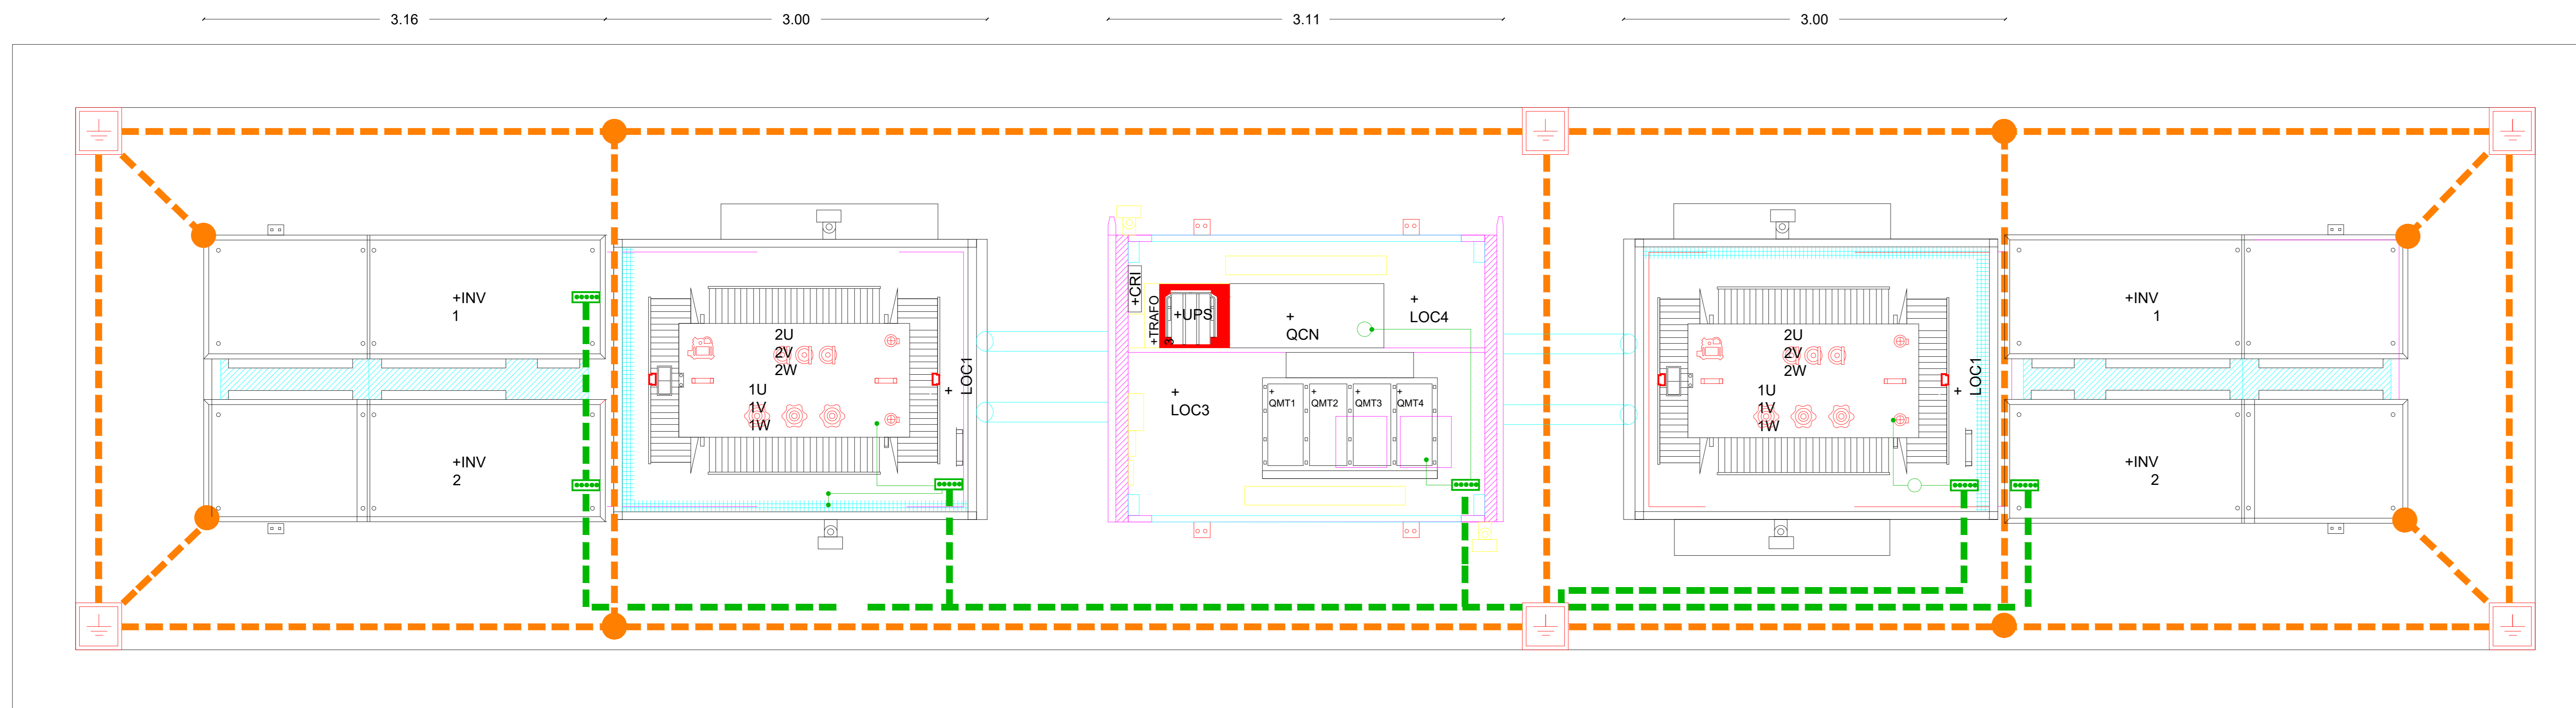 3.16
3.00
3.11
3.00
+INV
1
+INV
2
2U
2V
2W
1U
1V
1W
+
LOC1
+CRI
+TRAFO
3
+UPS
+
QCN
+
LOC4
+
LOC3
+
QMT1
+
QMT2
+
QMT3
+
QMT4
2U
2V
2W
1U
1V
1W
+
LOC1
+INV
1
+INV
2